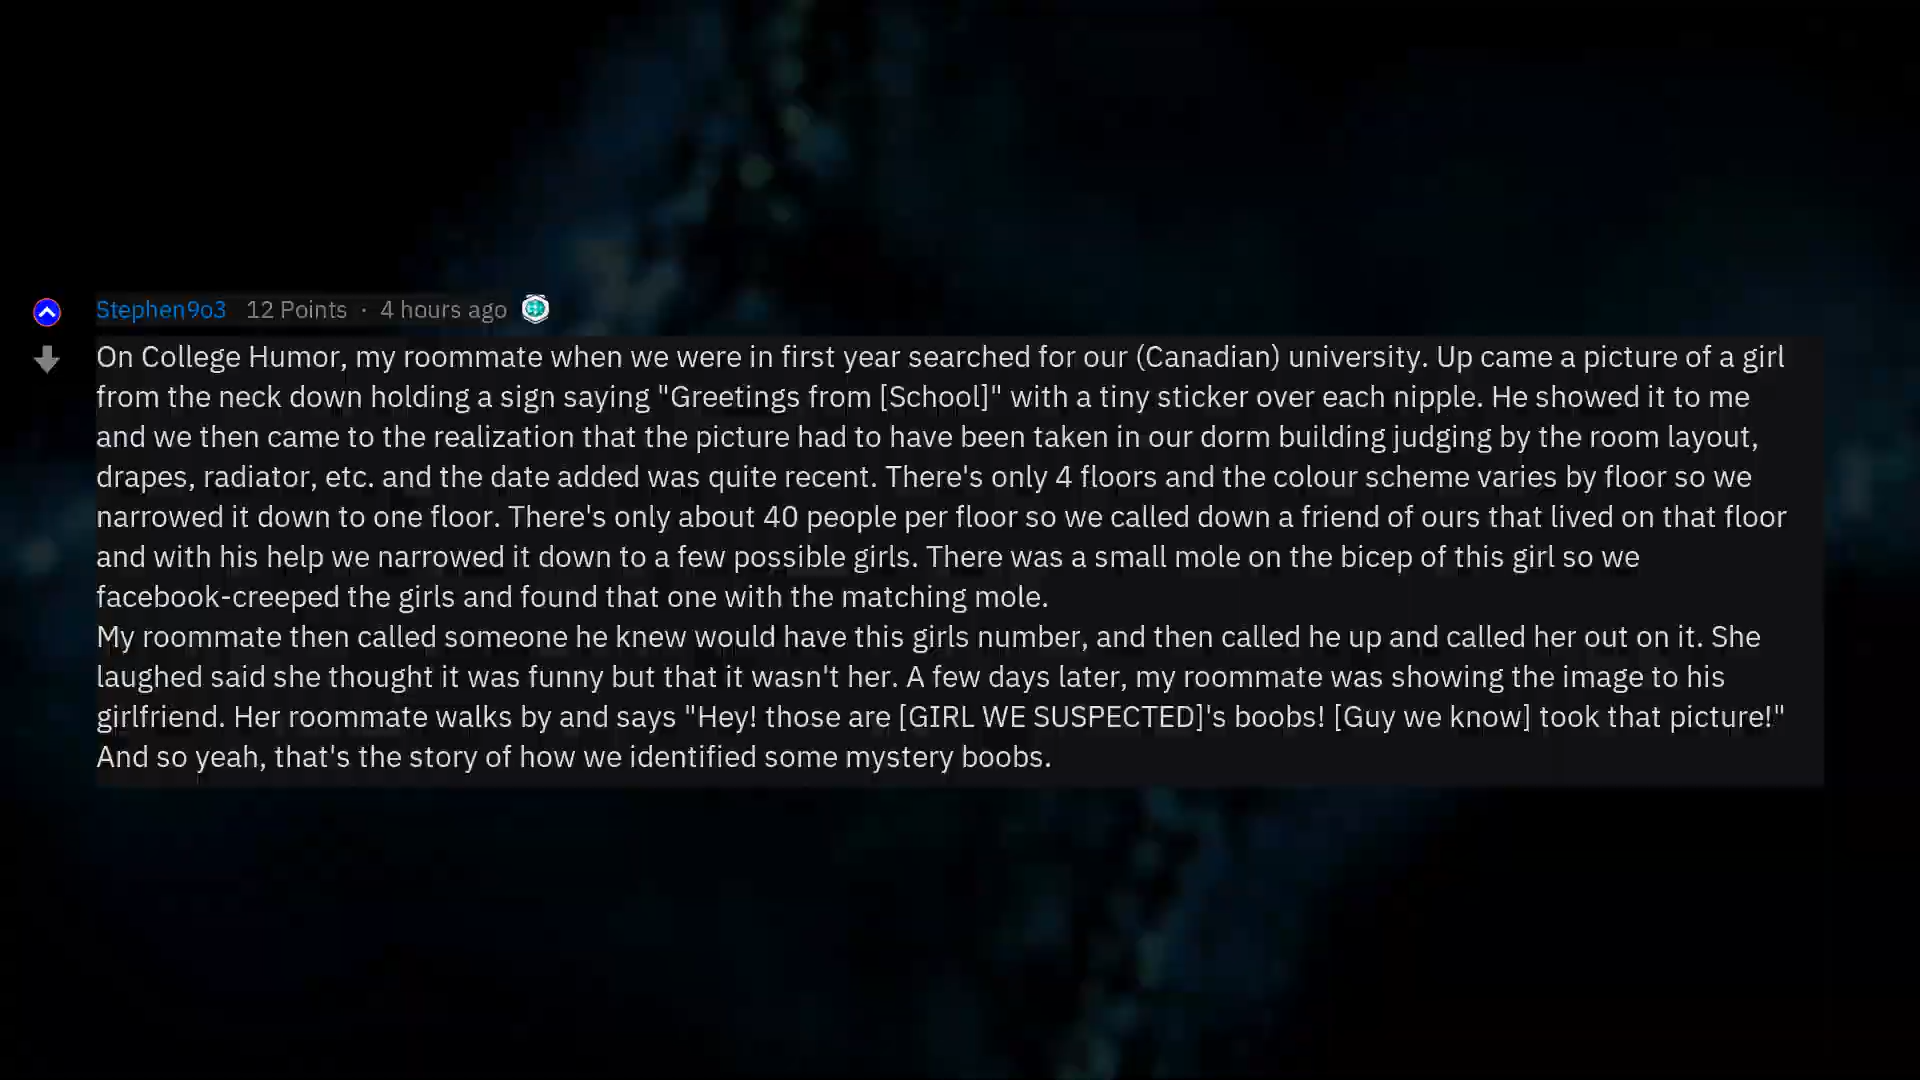 Stephen9o3 12 Points · 4 hours ago
On College Humor, my roommate when we were in first year searched for our (Canadian) university. Up came a picture of a girl
from the neck down holding a sign saying "Greetings from [School]" with a tiny sticker over each nipple. He showed it to me
and we then came to the realization that the picture had to have been taken in our dorm building judging by the room layout,
drapes, radiator, etc. and the date added was quite recent. There's only 4 floors and the colour scheme varies by floor so we
narrowed it down to one floor. There's only about 40 people per floor so we called down a friend of ours that lived on that floor
and with his help we narrowed it down to a few possible girls. There was a small mole on the bicep of this girl so we
facebook-creeped the girls and found that one with the matching mole.
My roommate then called someone he knew would have this girls number, and then called he up and called her out on it. She
laughed said she thought it was funny but that it wasn't her. A few days later, my roommate was showing the image to his
girlfriend. Her roommate walks by and says "Hey! those are [GIRL WE SUSPECTED]'s boobs! [Guy we know] took that picture!"
And so yeah, that's the story of how we identified some mystery boobs.